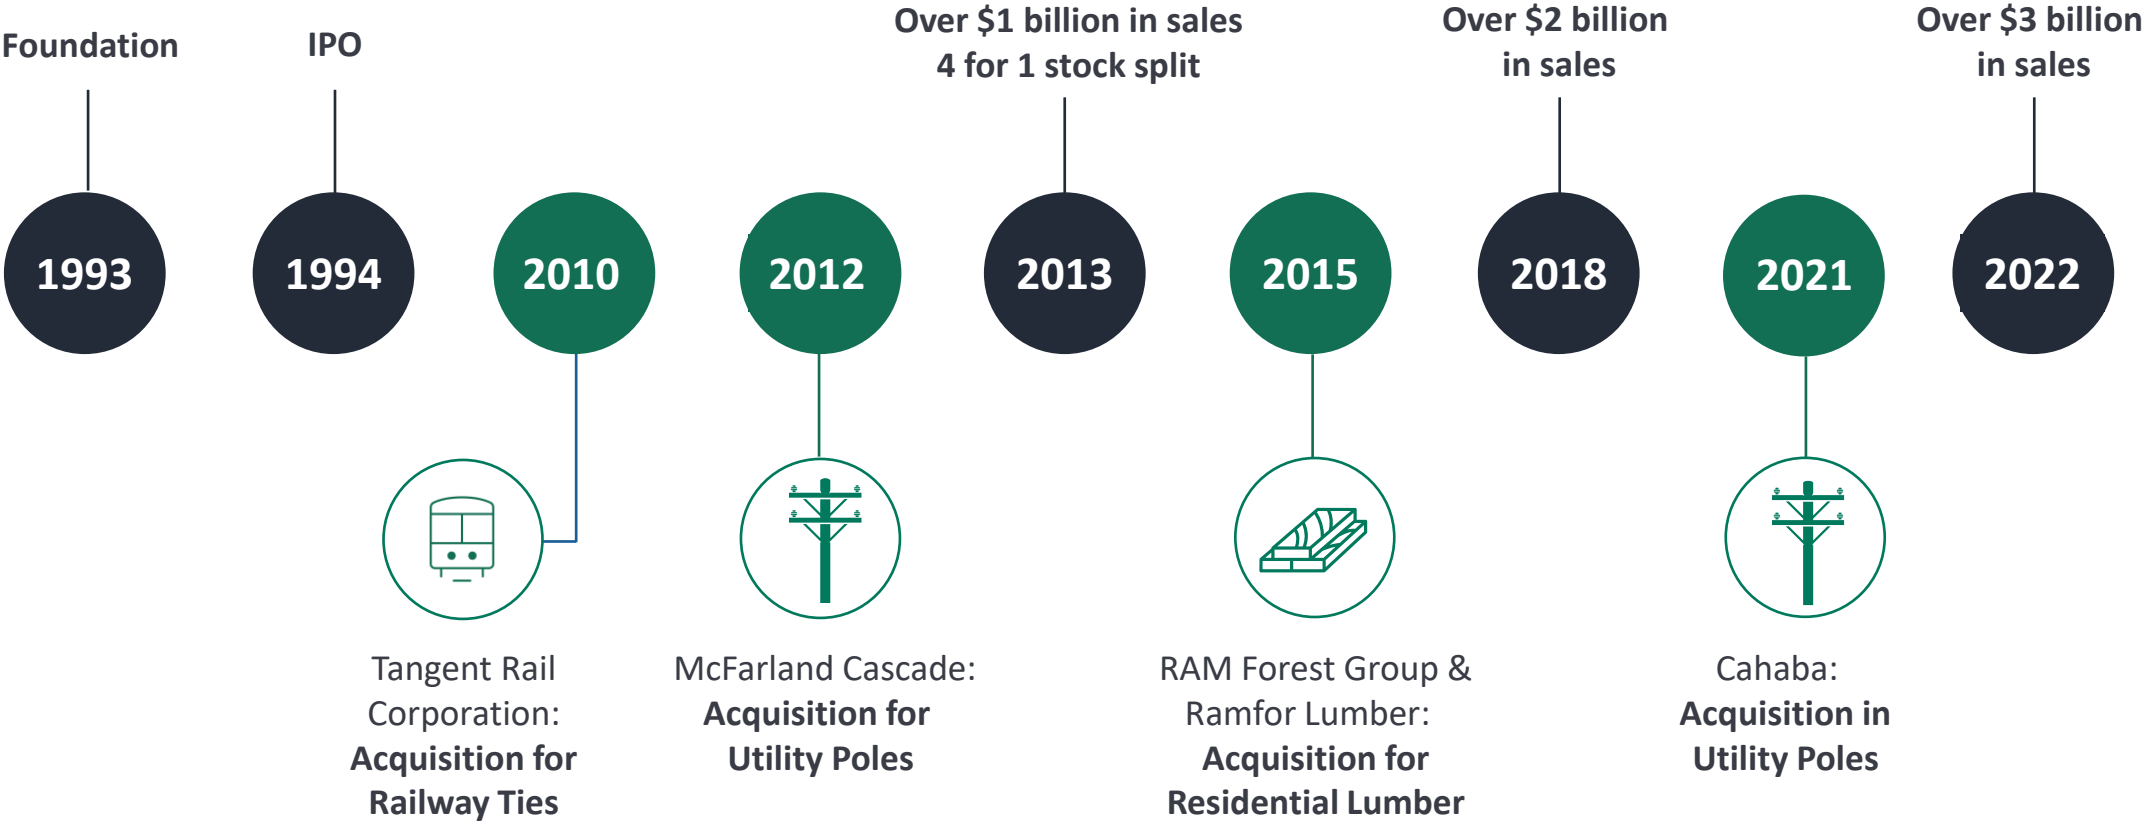 Foundation
IPO
Over $1 billion in sales
4 for 1 stock split
Over $2 billion
in sales
Over $3 billion
in sales
1993
1994
2010
2012
2013
2015
2018
2021
2022
Tangent Rail
Corporation:
Acquisition for
Railway Ties
McFarland Cascade:
Acquisition for
Utility Poles
RAM Forest Group &
Ramfor Lumber:
Acquisition for
Residential Lumber
Cahaba:
Acquisition in
Utility Poles